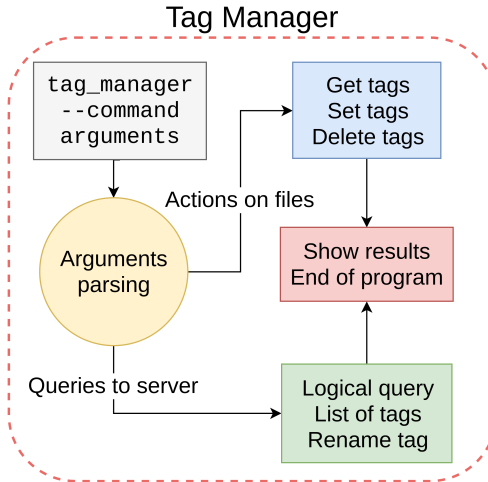 Tag Manager
tag_manager
--command
arguments
Get tags
Set tags
Delete tags
Actions on files
Arguments
parsing
Show results
End of program
Queries to server
Logical query
List of tags
Rename tag